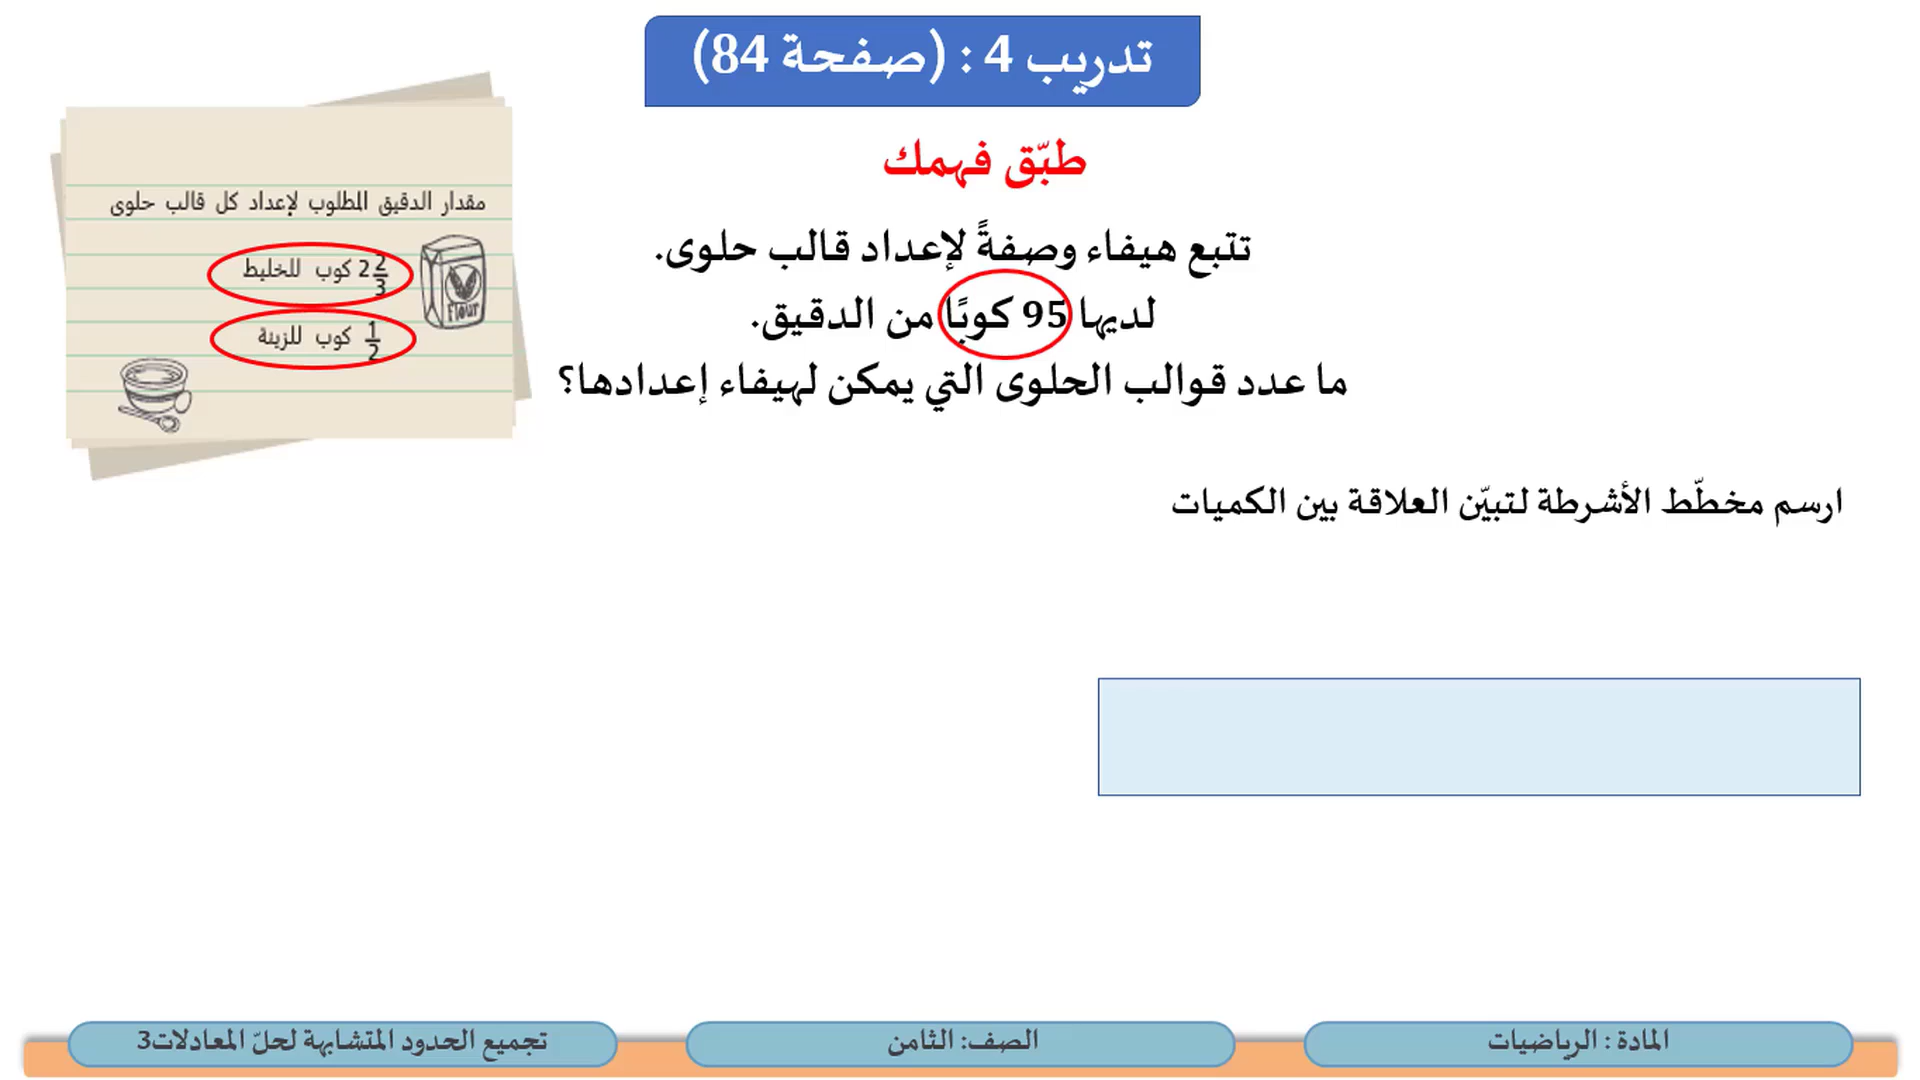 تدريب 4 : (صفحة 84)
طبّق فهمك
تتبع هيفاء وصفةً لإعداد قالب حلوى.
لديها 95 كوبًا من الدقيق.
ما عدد قوالب الحلوى التي يمكن لهيفاء إعدادها؟
مقدار الدقيق المطلوب لإعداد كل قالب حلوى
2 2/3 كوب للخليط
1/2 كوب للزينة
Flour
ارسم مخطّط الأشرطة لتبيّن العلاقة بين الكميات
المادة : الرياضيات
الصف: الثامن
تجميع الحدود المتشابهة لحلّ المعادلات3